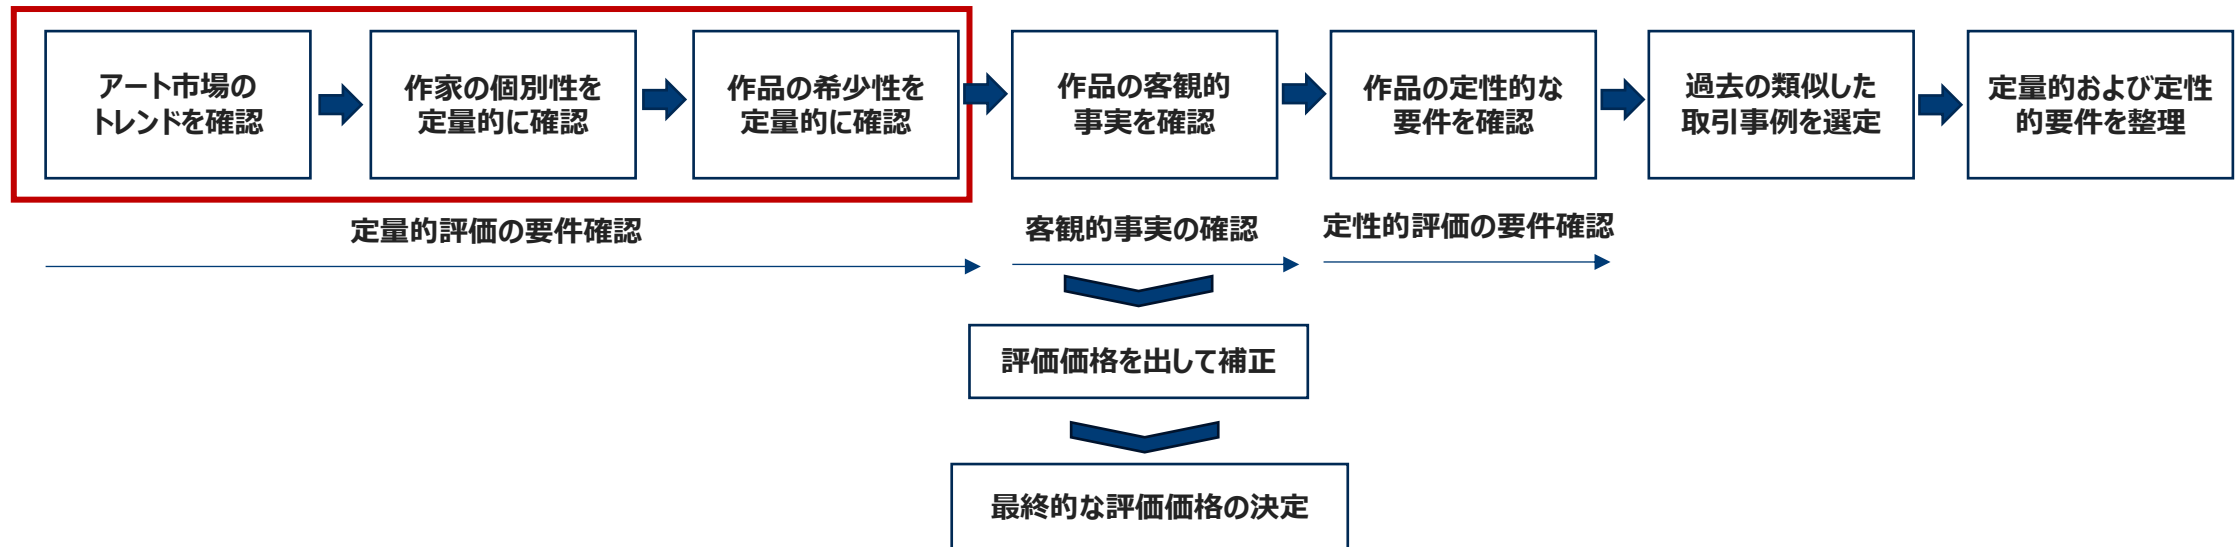 アート市場の
トレンドを確認
作家の個別性を
定量的に確認
作品の希少性を
定量的に確認
作品の客観的
事実を確認
作品の定性的な
要件を確認
過去の類似した
取引事例を選定
定量的および定性
的要件を整理
定量的評価の要件確認
客観的事実の確認
定性的評価の要件確認
評価価格を出して補正
最終的な評価価格の決定